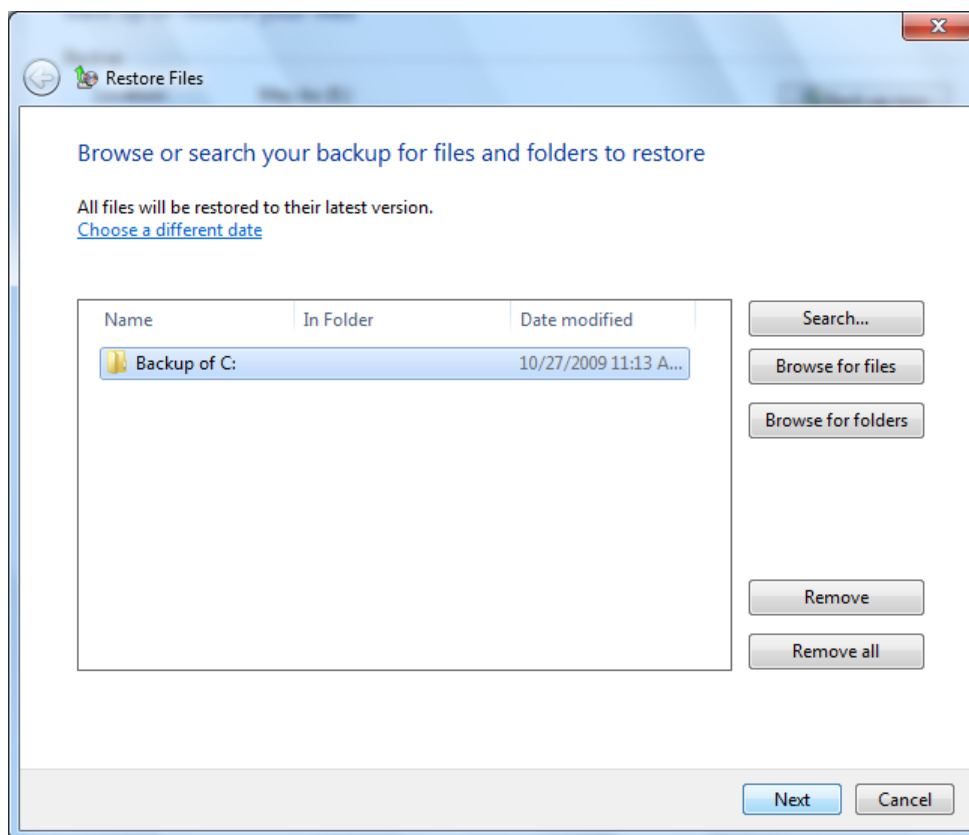 Restore Files
Browse or search your backup for files and folders to restore
All files will be restored to their latest version.
Choose a different date
Name In Folder Date modified
Backup of C: 10/27/2009 11:13 A...
Search...
Browse for files
Browse for folders
Remove
Remove all
Next Cancel